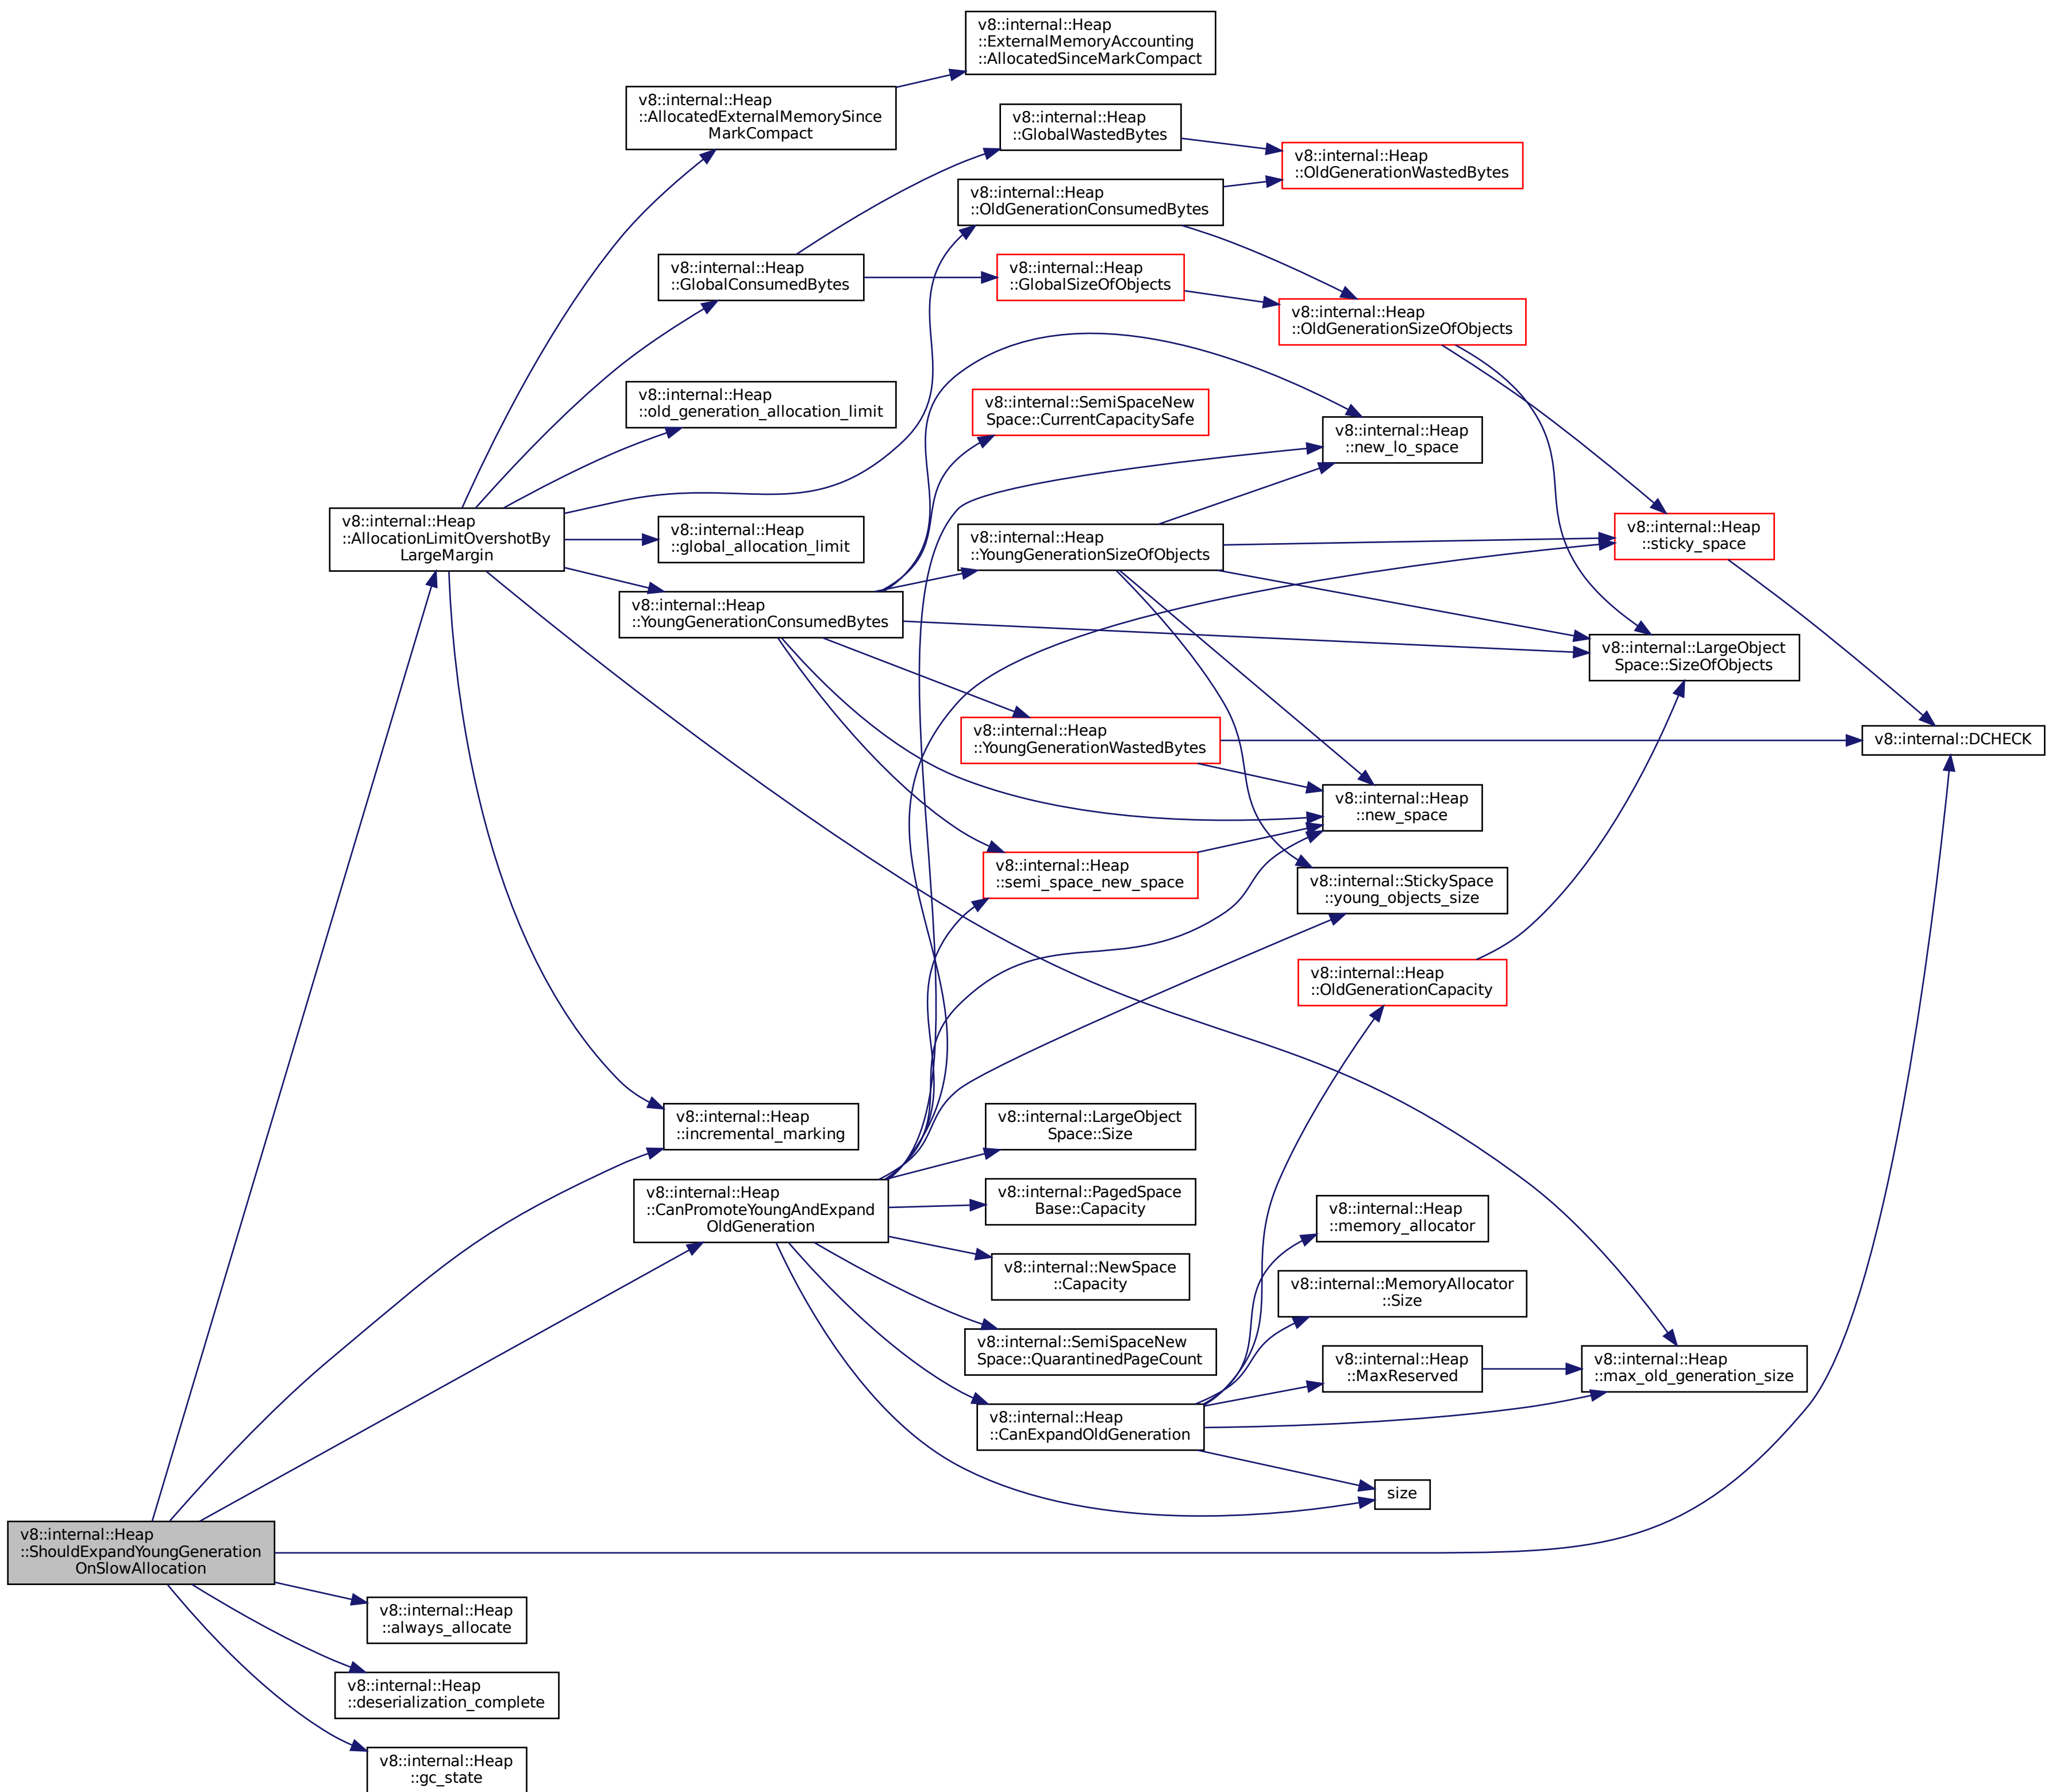 v8::internal::Heap
::ExternalMemoryAccounting
::AllocatedSinceMarkCompact
v8::internal::Heap
::AllocatedExternalMemorySince
MarkCompact
v8::internal::Heap
::GlobalWastedBytes
v8::internal::Heap
::OldGenerationWastedBytes
v8::internal::Heap
::OldGenerationConsumedBytes
v8::internal::Heap
::GlobalConsumedBytes
v8::internal::Heap
::GlobalSizeOfObjects
v8::internal::Heap
::OldGenerationSizeOfObjects
v8::internal::Heap
::old_generation_allocation_limit
v8::internal::SemiSpaceNew
Space::CurrentCapacitySafe
v8::internal::Heap
::new_lo_space
v8::internal::Heap
::AllocationLimitOvershotBy
LargeMargin
v8::internal::Heap
::global_allocation_limit
v8::internal::Heap
::YoungGenerationSizeOfObjects
v8::internal::Heap
::sticky_space
v8::internal::Heap
::YoungGenerationConsumedBytes
v8::internal::LargeObject
Space::SizeOfObjects
v8::internal::Heap
::YoungGenerationWastedBytes
v8::internal::DCHECK
v8::internal::Heap
::new_space
v8::internal::Heap
::semi_space_new_space
v8::internal::StickySpace
::young_objects_size
v8::internal::Heap
::OldGenerationCapacity
v8::internal::Heap
::incremental_marking
v8::internal::LargeObject
Space::Size
v8::internal::Heap
::CanPromoteYoungAndExpand
OldGeneration
v8::internal::PagedSpace
Base::Capacity
v8::internal::Heap
::memory_allocator
v8::internal::NewSpace
::Capacity
v8::internal::MemoryAllocator
::Size
v8::internal::SemiSpaceNew
Space::QuarantinedPageCount
v8::internal::Heap
::MaxReserved
v8::internal::Heap
::max_old_generation_size
v8::internal::Heap
::CanExpandOldGeneration
size
v8::internal::Heap
::ShouldExpandYoungGeneration
OnSlowAllocation
v8::internal::Heap
::always_allocate
v8::internal::Heap
::deserialization_complete
v8::internal::Heap
::gc_state